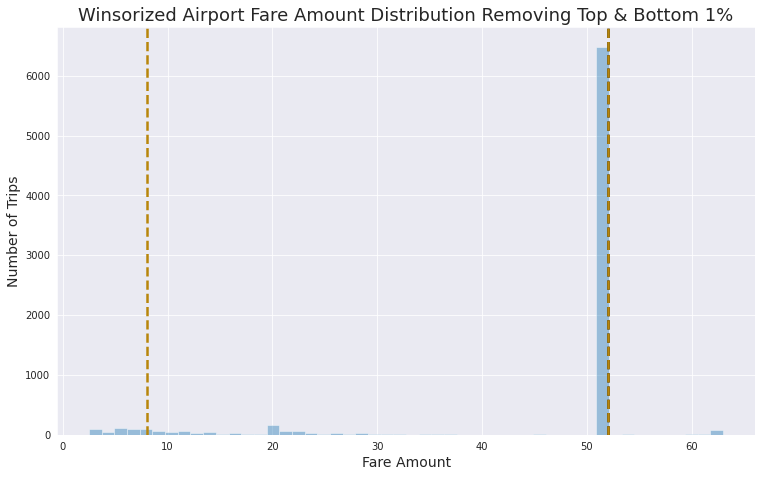 Winsorized Airport Fare Amount Distribution Removing Top & Bottom 1%
Number of Trips
6000
5000
4000
3000
2000
1000
0
0 10 20 30 40 50 60
Fare Amount